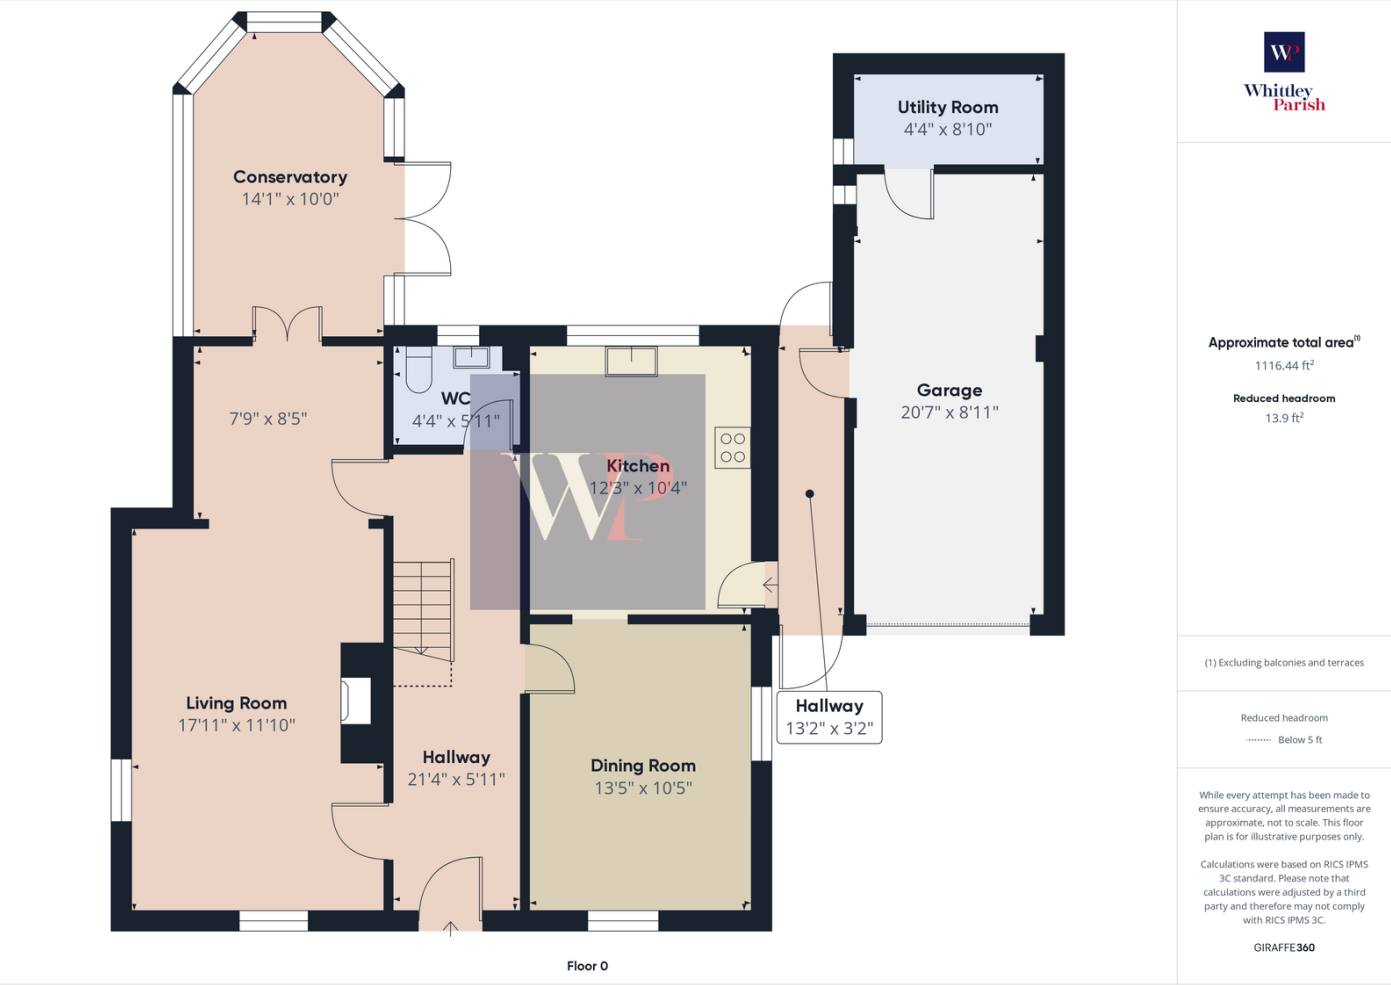 Conservatory
14'1" x 10'0"
Utility Room
4'4" x 8'10"
7'9" x 8'5"
WC
4'4" x 5'11"
Kitchen
12'3" x 10'4"
WP
Garage
20'7" x 8'11"
Living Room
17'11" x 11'10"
Hallway
21'4" x 5'11"
Dining Room
13'5" x 10'5"
Hallway
13'2" x 3'2"
Floor 0
WP
Whittley
Parish
Approximate total area(1)
1116.44 ft²
Reduced headroom
13.9 ft²
(1) Excluding balconies and terraces
Reduced headroom
Below 5 ft
While every attempt has been made to
ensure accuracy, all measurements are
approximate, not to scale. This floor
plan is for illustrative purposes only.
Calculations were based on RICS IPMS
3C standard. Please note that
calculations were adjusted by a third
party and therefore may not comply
with RICS IPMS 3C.
GIRAFFE360